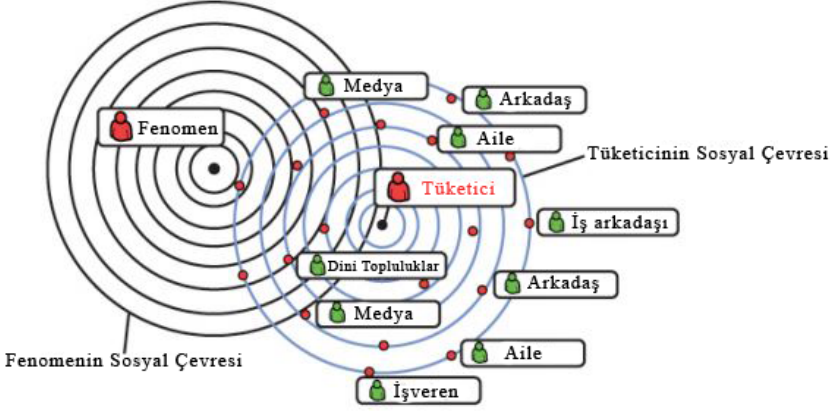 Medya
Arkadaş
Fenomen
Aile
Tüketicinin Sosyal Çevresi
Tüketici
İş arkadaşı
Dini Topluluklar
Arkadaş
Medya
Fenomenin Sosyal Çevresi
Aile
İşveren